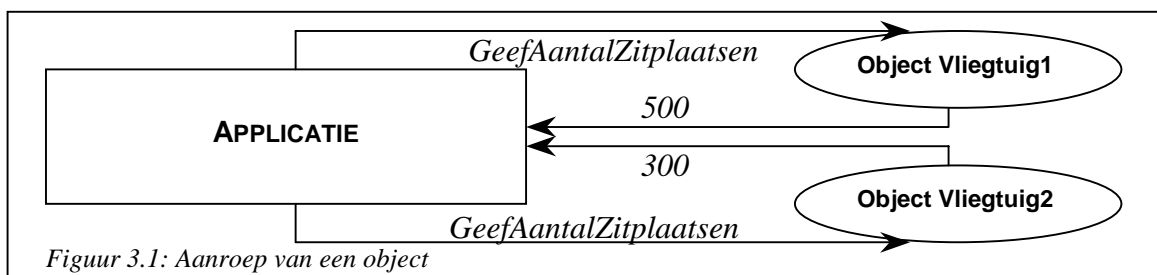 GeefAantalZitplaatsen
Object Vliegtuig1
500
APPLICATIE
300
Object Vliegtuig2
GeefAantalZitplaatsen
Figuur 3.1: Aanroep van een object